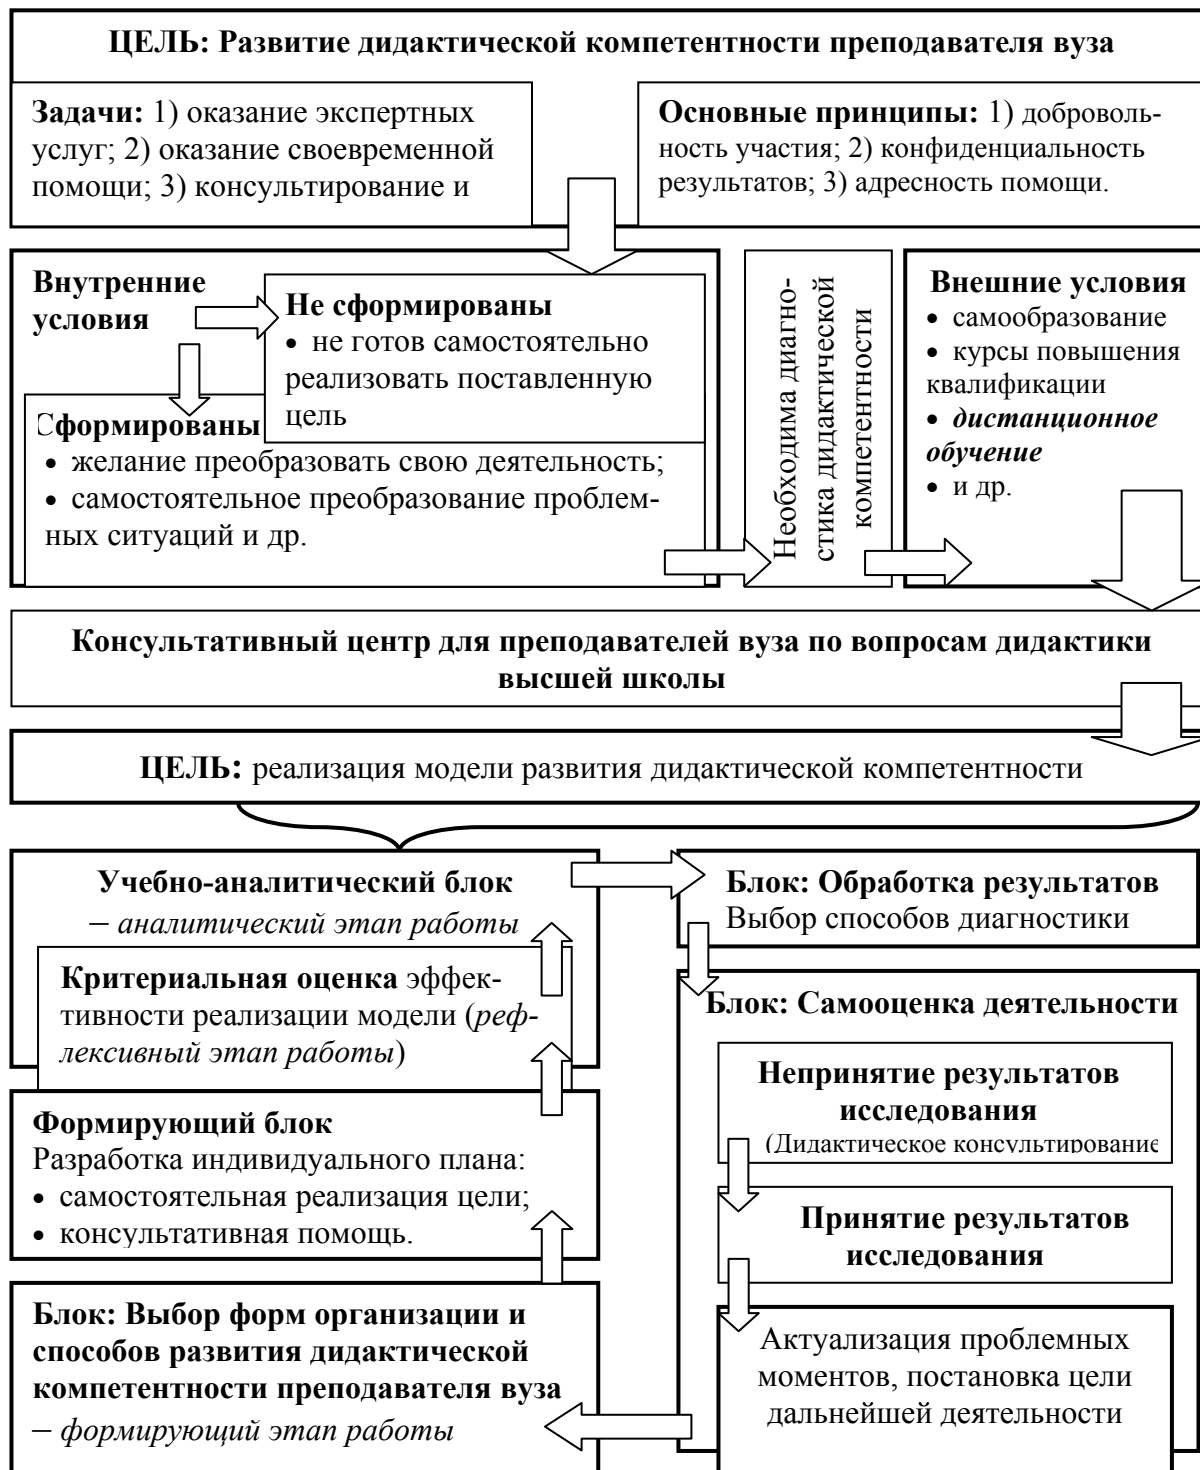 ЦЕЛЬ: Развитие дидактической компетентности преподавателя вуза
Задачи: 1) оказание экспертных
услуг; 2) оказание своевременной
помощи; 3) консультирование и
Основные принципы: 1) доброволь-
ность участия; 2) конфиденциальность
результатов; 3) адресность помощи.
Внутренние
условия
Не сформированы
• не готов самостоятельно
реализовать поставленную
цель
Сформированы
• желание преобразовать свою деятельность;
• самостоятельное преобразование проблем-
ных ситуаций и др.
Необходима диагно-
стика дидактической
компетентности
Внешние условия
• самообразование
• курсы повышения
квалификации
• дистанционное
обучение
• и др.
Консультативный центр для преподавателей вуза по вопросам дидактики
высшей школы
ЦЕЛЬ: реализация модели развития дидактической компетентности
Учебно-аналитический блок
– аналитический этап работы
Критериальная оценка эффек-
тивности реализации модели (реф-
лексивный этап работы)
Формирующий блок
Разработка индивидуального плана:
• самостоятельная реализация цели;
• консультативная помощь.
Блок: Выбор форм организации и
способов развития дидактической
компетентности преподавателя вуза
– формирующий этап работы
Блок: Обработка результатов
Выбор способов диагностики
Блок: Самооценка деятельности
Непринятие результатов
исследования
(Дидактическое консультирование
Принятие результатов
исследования
Актуализация проблемных
моментов, постановка цели
дальнейшей деятельности